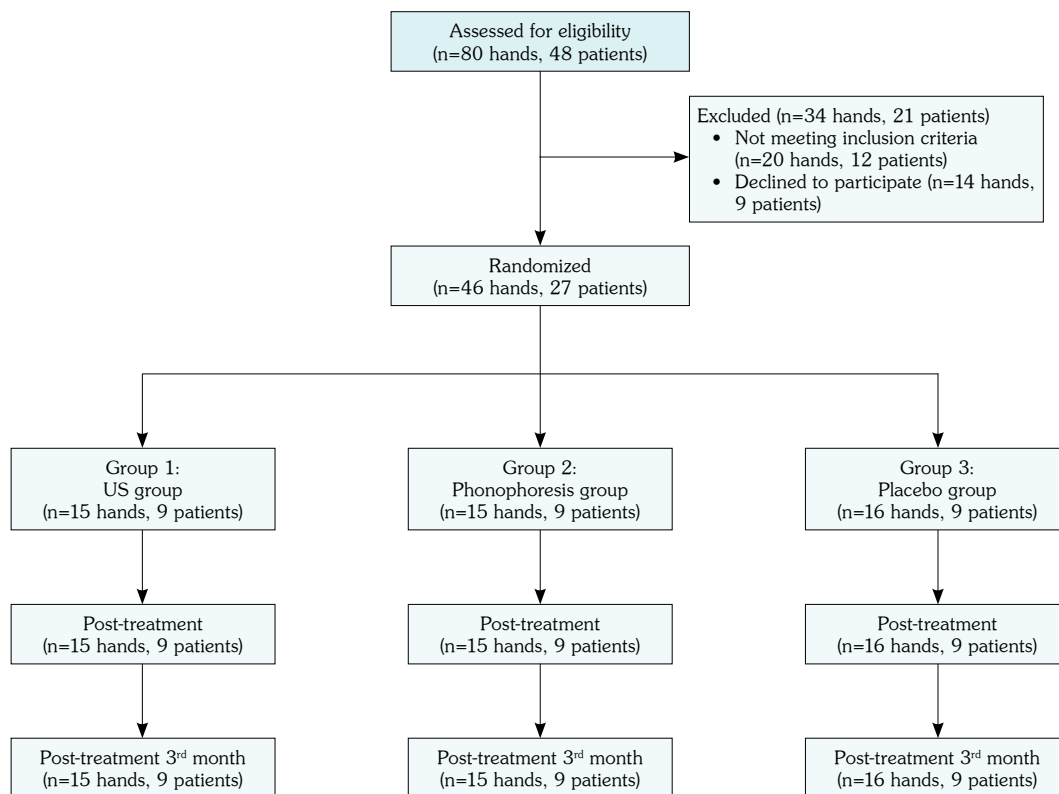 Assessed for eligibility
(n=80 hands, 48 patients)
Excluded (n=34 hands, 21 patients)
• Not meeting inclusion criteria
(n=20 hands, 12 patients)
• Declined to participate (n=14 hands,
9 patients)
Randomized
(n=46 hands, 27 patients)
Group 1:
US group
(n=15 hands, 9 patients)
Group 2:
Phonophoresis group
(n=15 hands, 9 patients)
Group 3:
Placebo group
(n=16 hands, 9 patients)
Post-treatment
(n=15 hands, 9 patients)
Post-treatment
(n=15 hands, 9 patients)
Post-treatment
(n=16 hands, 9 patients)
Post-treatment 3rd month
(n=15 hands, 9 patients)
Post-treatment 3rd month
(n=15 hands, 9 patients)
Post-treatment 3rd month
(n=16 hands, 9 patients)